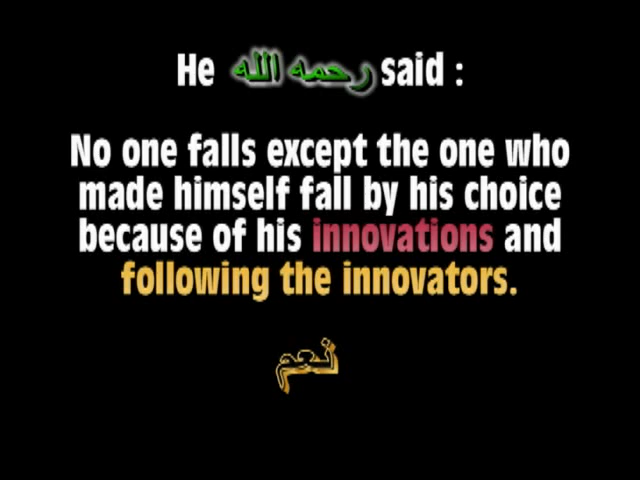 He رحمه الله said :
No one falls except the one who
made himself fall by his choice
because of his innovations and
following the innovators.
نعم